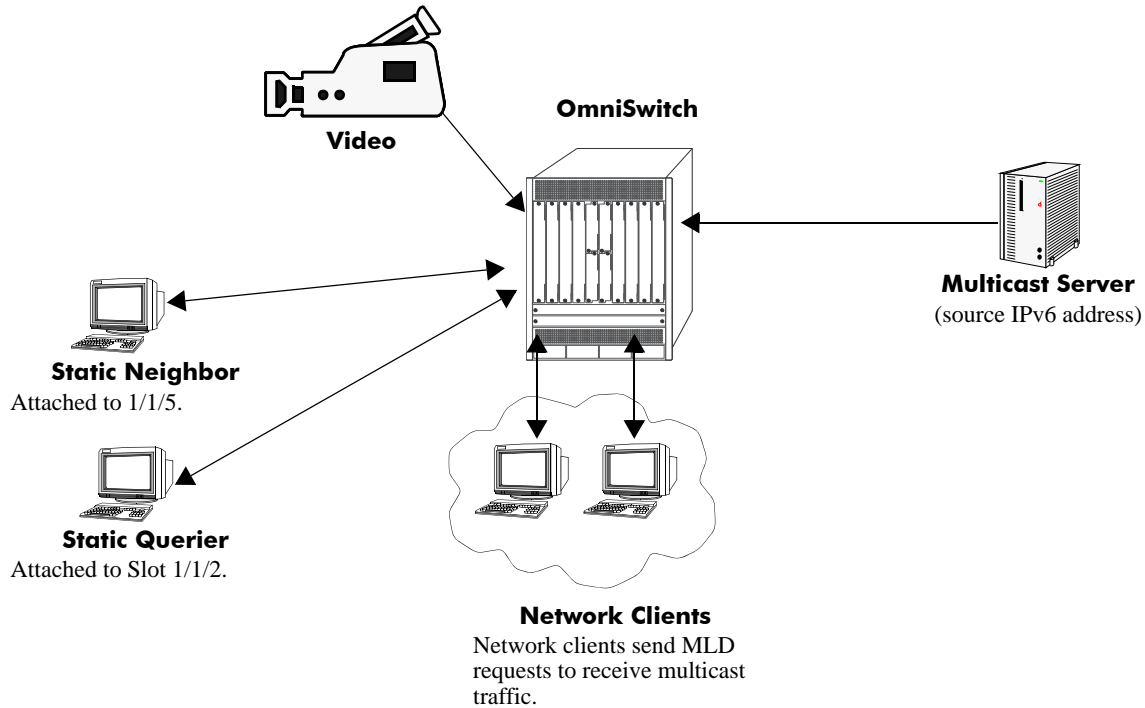 Video
OmniSwitch
Multicast Server
(source IPv6 address)
Static Neighbor
Attached to 1/1/5.
Static Querier
Attached to Slot 1/1/2.
Network Clients
Network clients send MLD
requests to receive multicast
traffic.